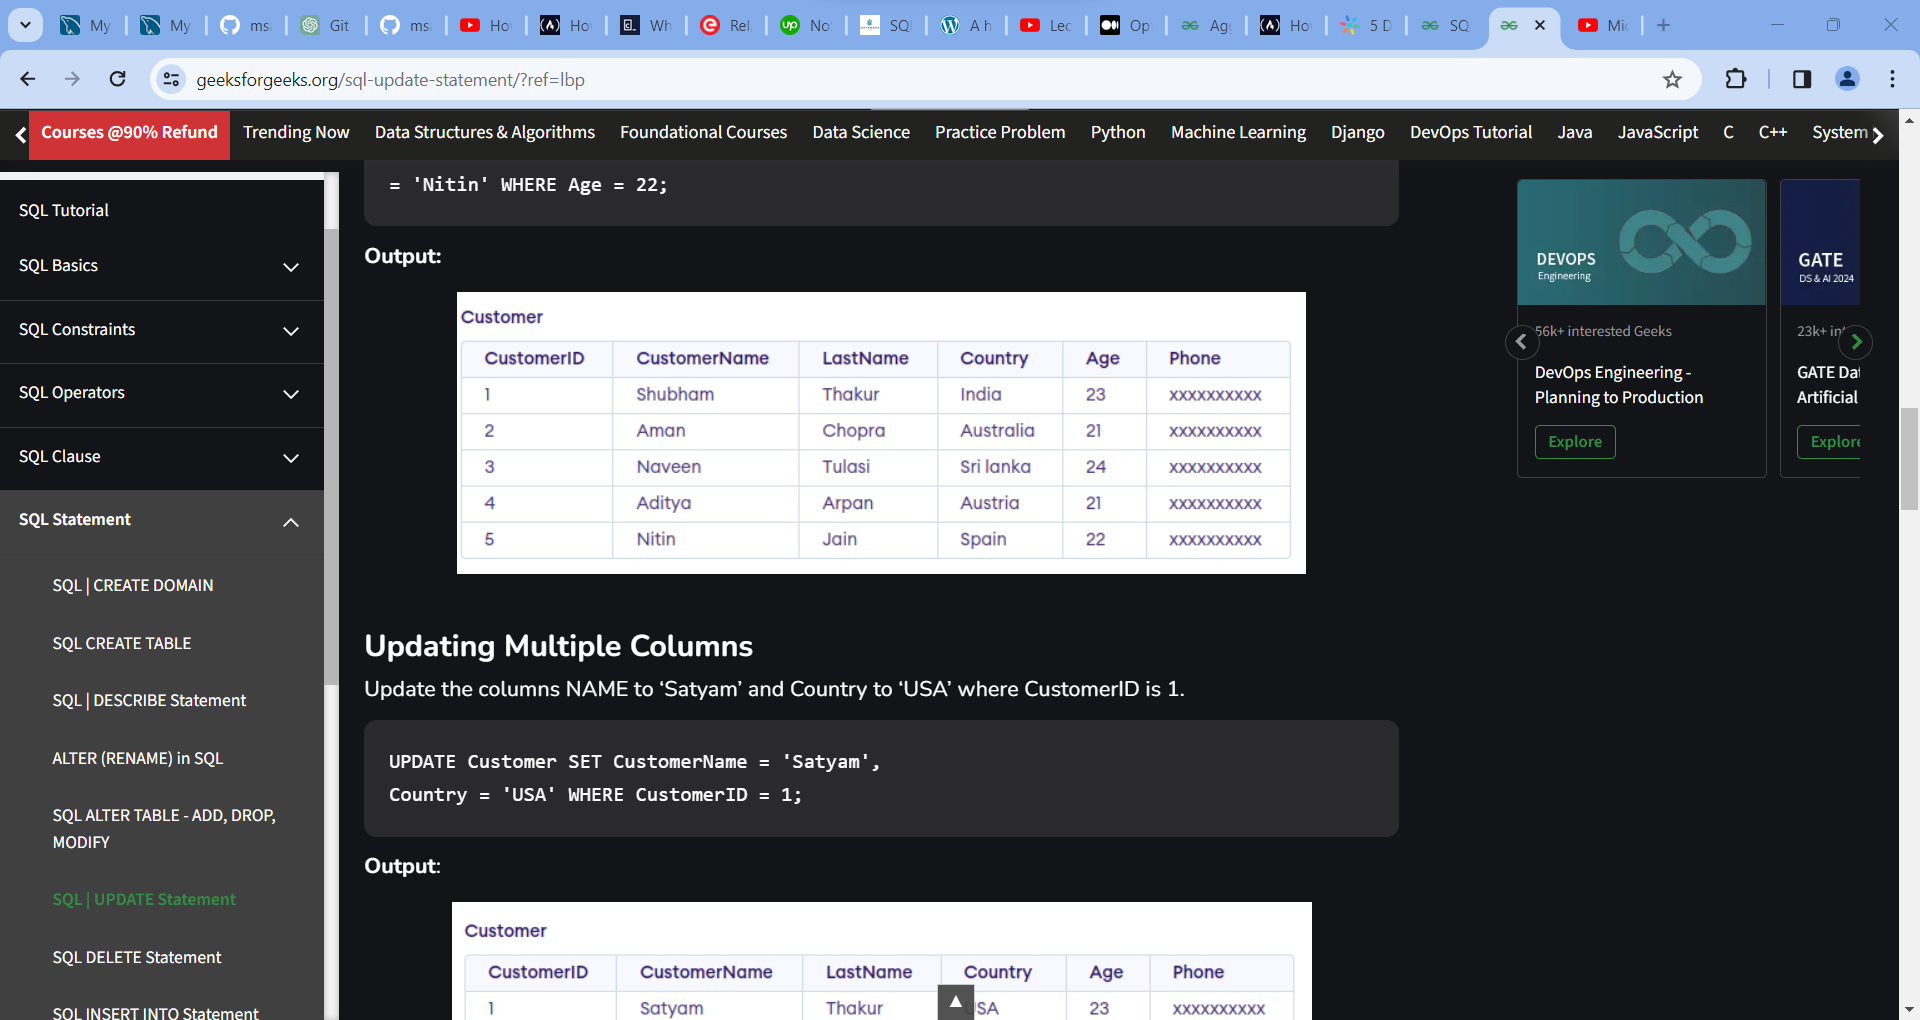 My
My
ms
Git
ms
Ho
Ho
Wh
Rel
No
SQ
A h
Lec
Op
Ag
Ho
5 D
SQ
Mic
geeksforgeeks.org/sql-update-statement/?ref=lbp
Courses @90% Refund Trending Now Data Structures & Algorithms Foundational Courses Data Science Practice Problem Python Machine Learning Django DevOps Tutorial Java JavaScript C C++ System
SQL Tutorial
SQL Basics
SQL Constraints
SQL Operators
SQL Clause
SQL Statement
SQL | CREATE DOMAIN
SQL CREATE TABLE
SQL | DESCRIBE Statement
ALTER (RENAME) in SQL
SQL ALTER TABLE - ADD, DROP,
MODIFY
SQL | UPDATE Statement
SQL DELETE Statement
SQL INSERT INTO Statement
= 'Nitin' WHERE Age = 22;
Output:
Customer
CustomerID CustomerName LastName Country Age Phone
1 Shubham Thakur India 23 xxxxxxxxxx
2 Aman Chopra Australia 21 xxxxxxxxxx
3 Naveen Tulasi Sri lanka 24 xxxxxxxxxx
4 Aditya Arpan Austria 21 xxxxxxxxxx
5 Nitin Jain Spain 22 xxxxxxxxxx
Updating Multiple Columns
Update the columns NAME to ‘Satyam’ and Country to ‘USA’ where CustomerID is 1.
UPDATE Customer SET CustomerName = 'Satyam',
Country = 'USA' WHERE CustomerID = 1;
Output:
Customer
CustomerID CustomerName LastName Country Age Phone
1 Satyam Thakur USA 23 xxxxxxxxxx
DEVOPS
Engineering
56k+ interested Geeks
DevOps Engineering -
Planning to Production
Explore
GATE
DS & AI 2024
23k+ int
GATE Dat
Artificial
Explore